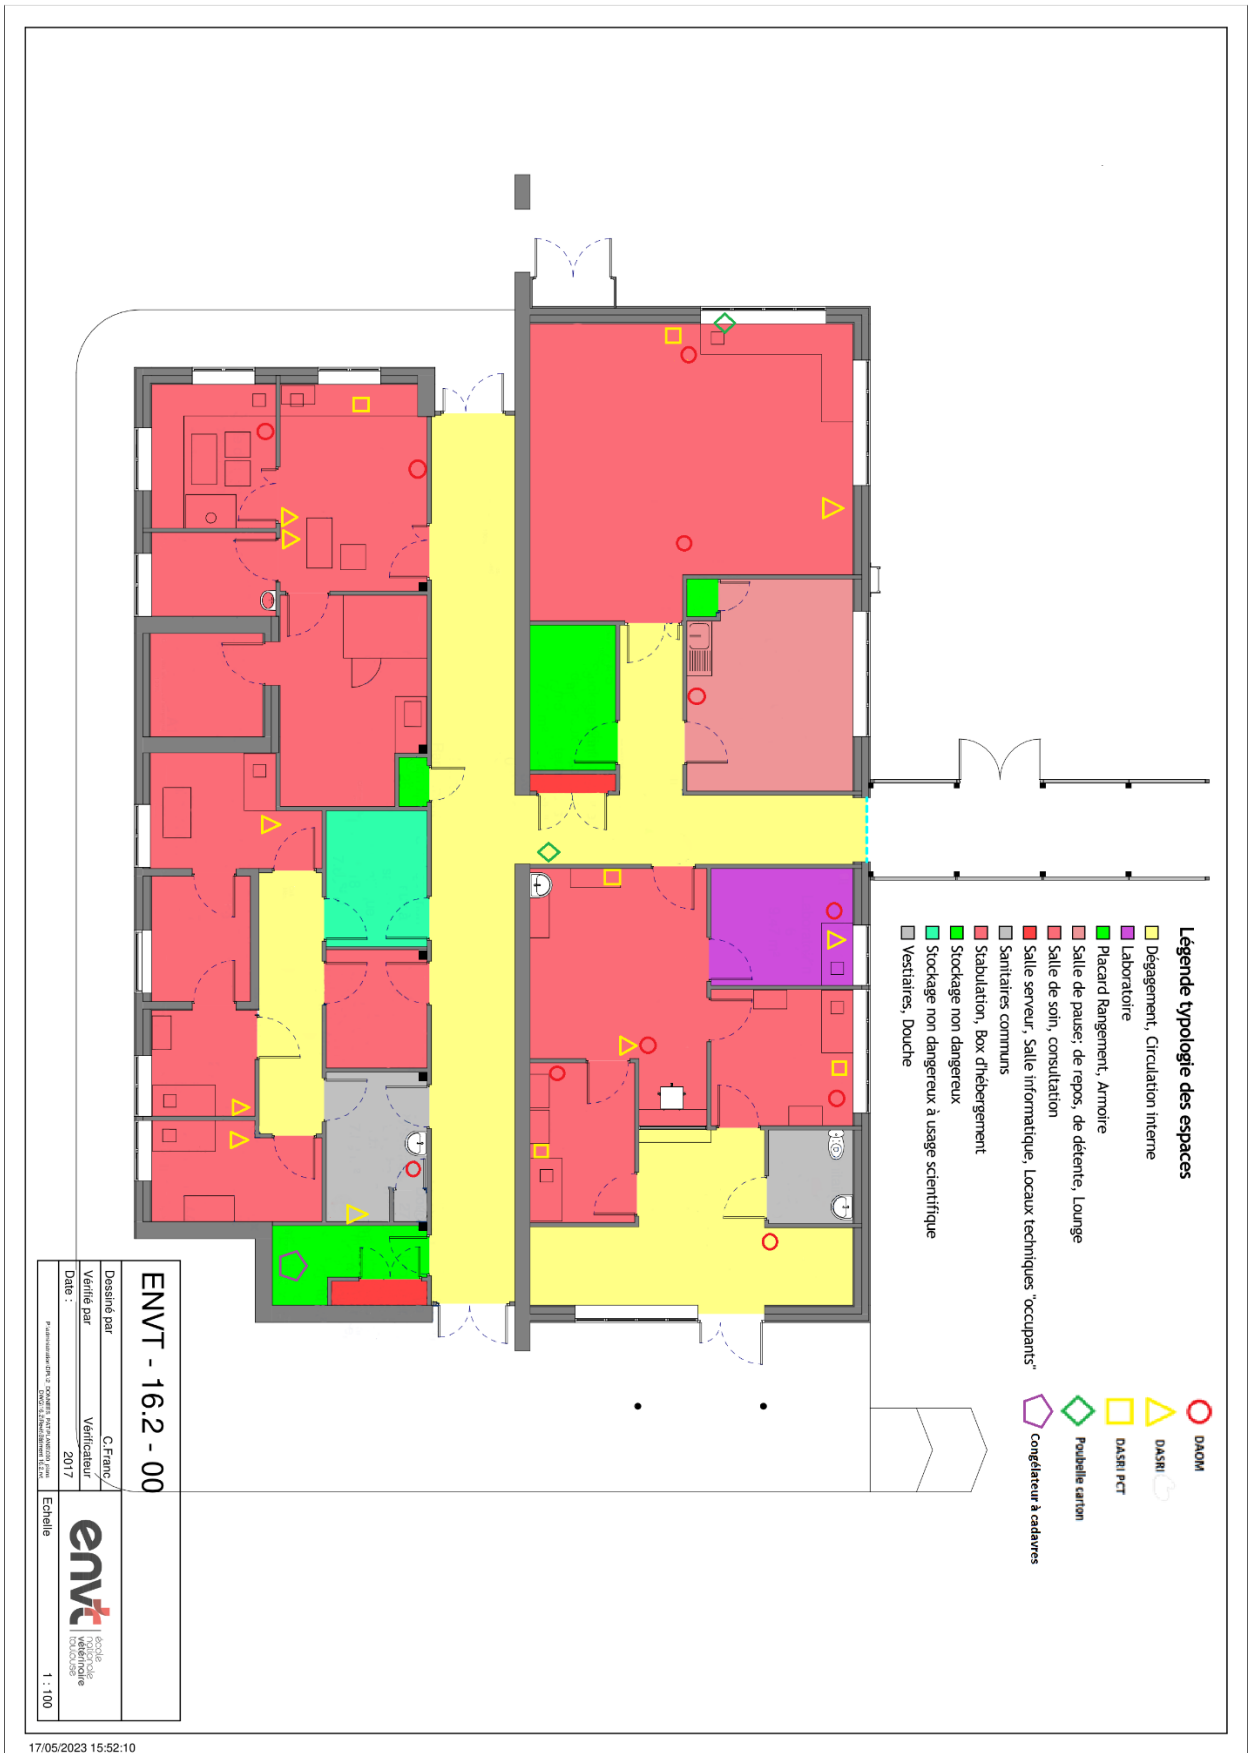 Légende typologie des espaces
Dégagement, Circulation interne
Laboratoire
Placard Rangement, Armoire
Salle de pause; de repos, de détente, Lounge
Salle de soin, consultation
Salle serveur, Salle informatique, Locaux techniques "occupants"
Sanitaires communs
Stabulation, Box d'hébergement
Stockage non dangereux
Stockage non dangereux à usage scientifique
Vestiaires, Douche
DAOM
DASRI
DASRI PCT
Poubelle carton
Congélateur à cadavres
ENVT - 16.2 - 00
Dessiné par C.Franc
Vérifié par Vérificateur
Date : 2017
envt
école
nationale
vétérinaire
toulouse
Echelle 1 : 100
17/05/2023 15:52:10